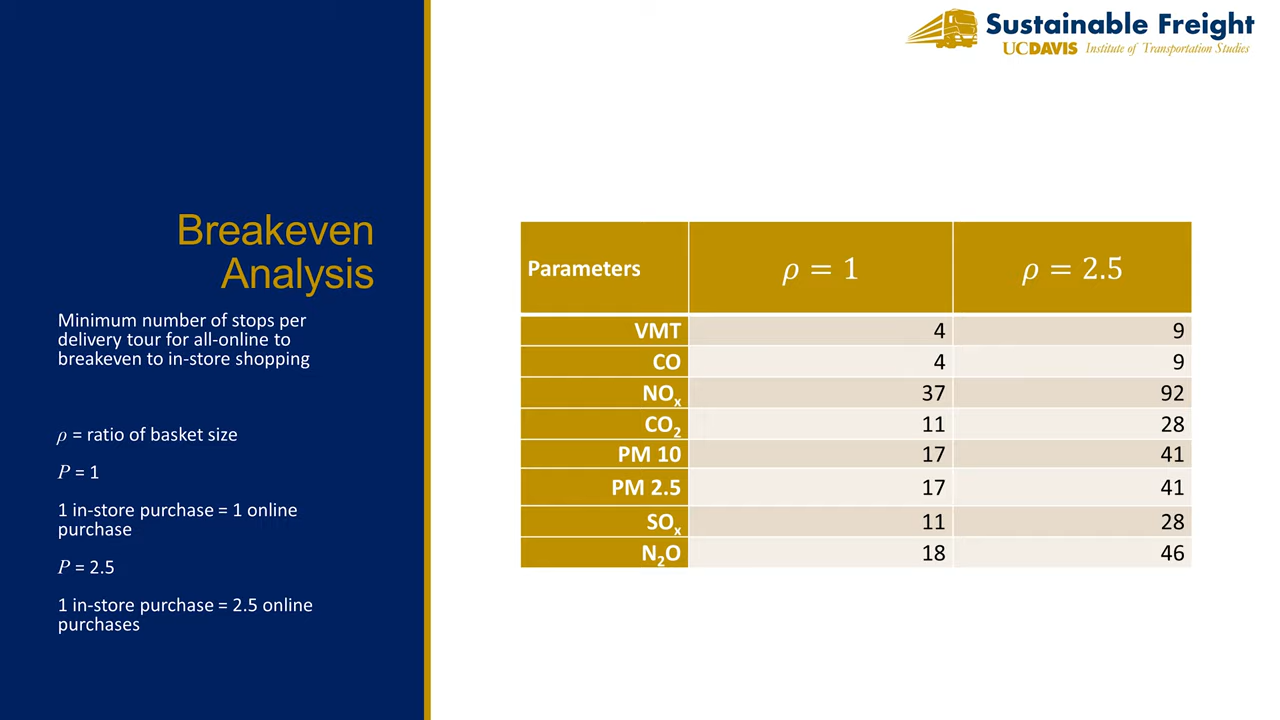 Sustainable Freight
UCDAVIS Institute of Transportation Studies
Breakeven
Analysis
Minimum number of stops per
delivery tour for all-online to
breakeven to in-store shopping
ρ = ratio of basket size
P = 1
1 in-store purchase = 1 online
purchase
P = 2.5
1 in-store purchase = 2.5 online
purchases
Parameters ρ = 1 ρ = 2.5
VMT 4 9
CO 4 9
NOx 37 92
CO2 11 28
PM 10 17 41
PM 2.5 17 41
SOx 11 28
N2O 18 46